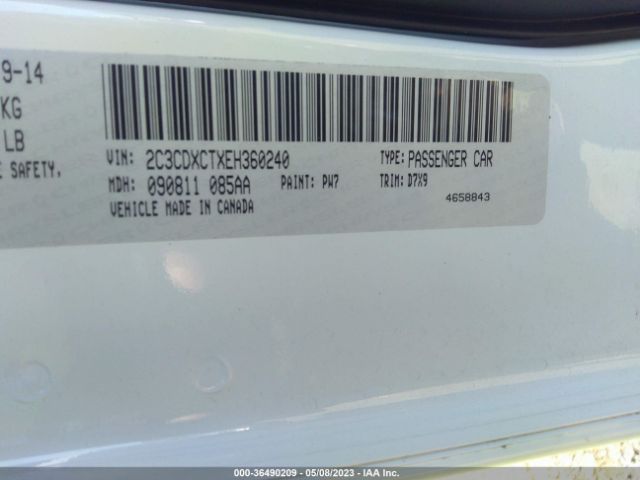 9-14
KG
LB
E SAFETY.
VIN: 2C3CDXCTXEH360240 TYPE: PASSENGER CAR
MDH: 090811 085AA PAINT: PW7 TRIM: D7X9
VEHICLE MADE IN CANADA 4658843
000-36490209 - 05/08/2023 - IAA Inc.